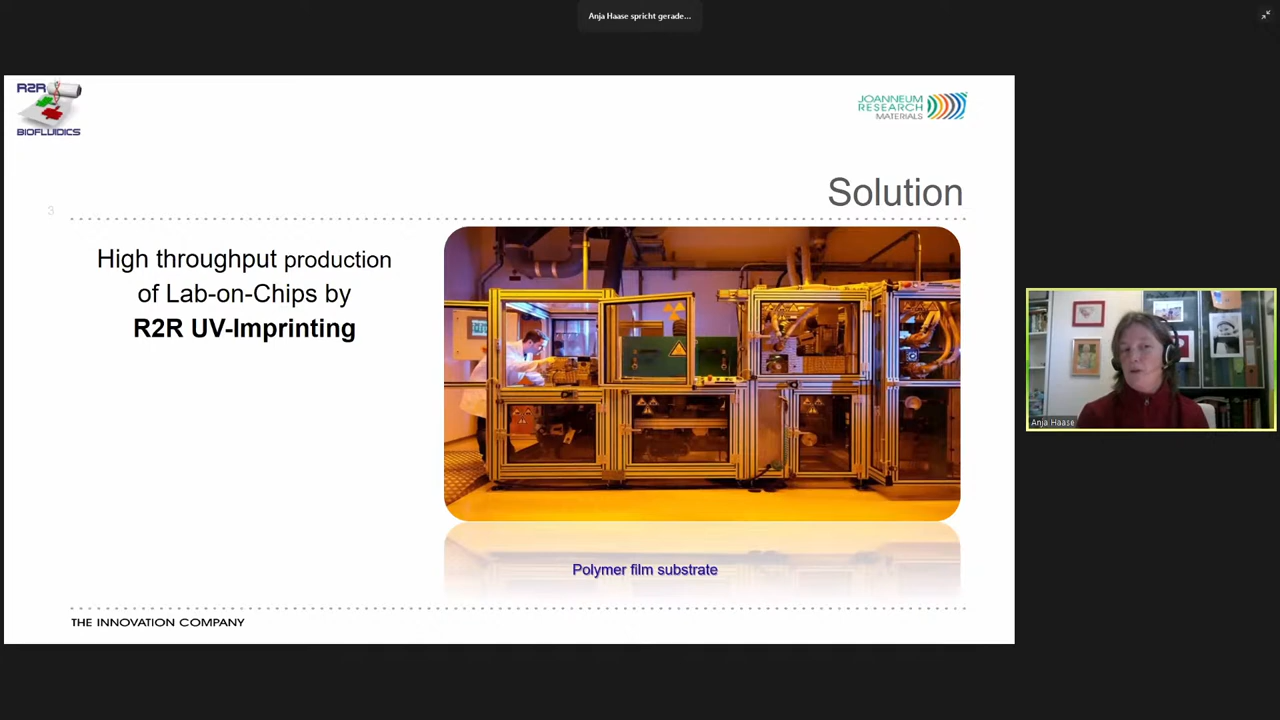 Anja Haase spricht gerade...
R2R
BIOFLUIDICS
JOANNEUM
RESEARCH
MATERIALS
Solution
3
High throughput production
of Lab-on-Chips by
R2R UV-Imprinting
Polymer film substrate
THE INNOVATION COMPANY
Anja Haase